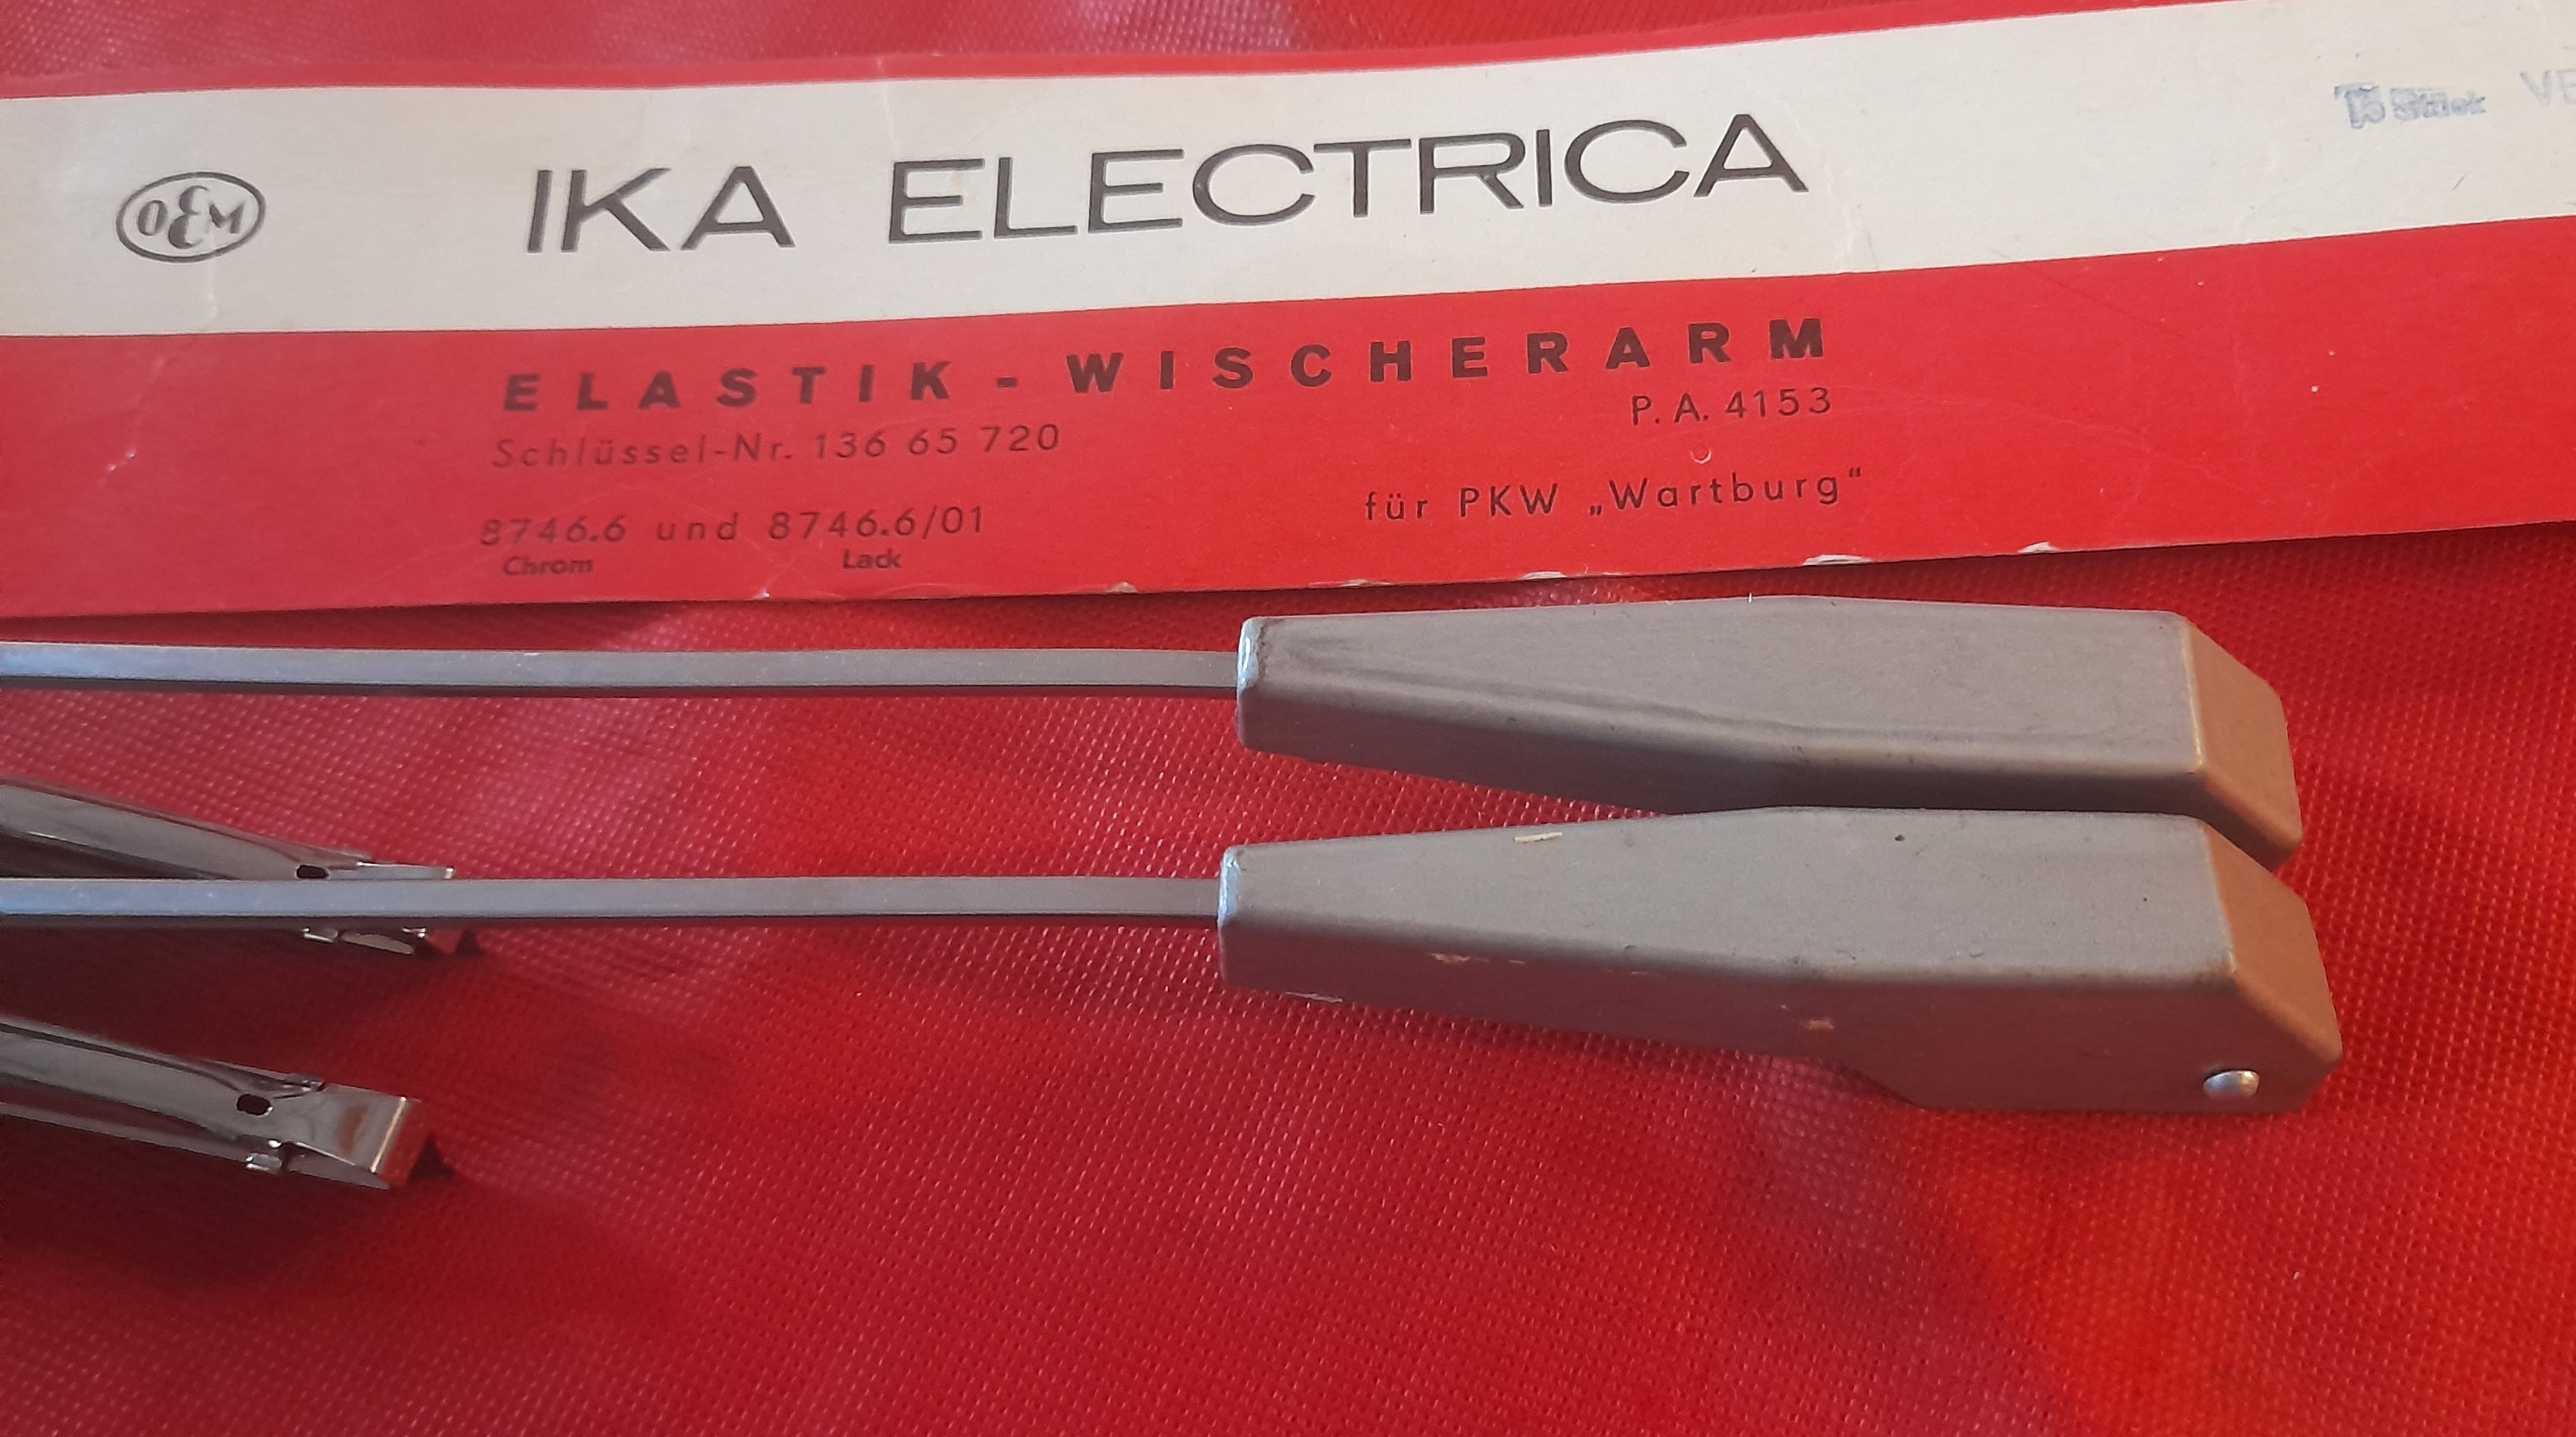 OEM
IKA ELECTRICA
ELASTIK-WISCHERARM
P. A. 4153
Schlüssel-Nr. 136 65 720
für PKW „Wartburg“
8746.6 und 8746.6/01
Chrom Lack